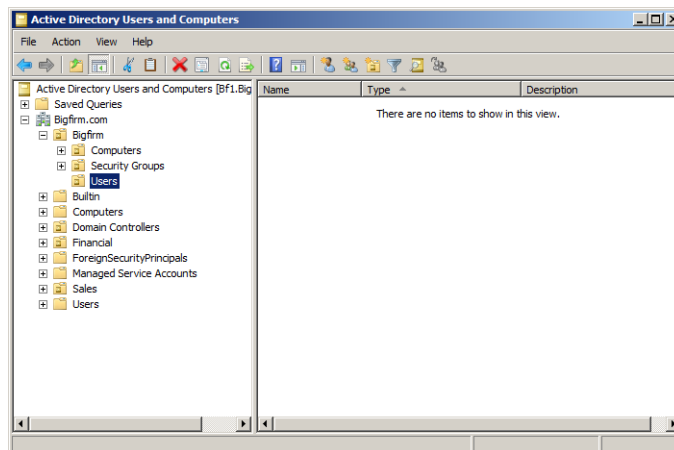 Active Directory Users and Computers
File Action View Help
Active Directory Users and Computers [Bf1.Big
Saved Queries
Bigfirm.com
Bigfirm
Computers
Security Groups
Users
Builtin
Computers
Domain Controllers
Financial
ForeignSecurityPrincipals
Managed Service Accounts
Sales
Users
Name Type Description
There are no items to show in this view.